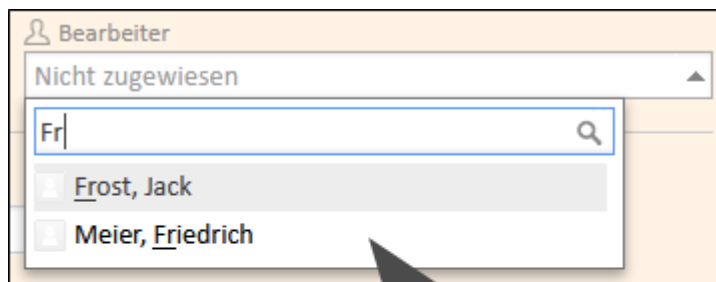 Bearbeiter
Nicht zugewiesen
Fr
Frost, Jack
Meier, Friedrich